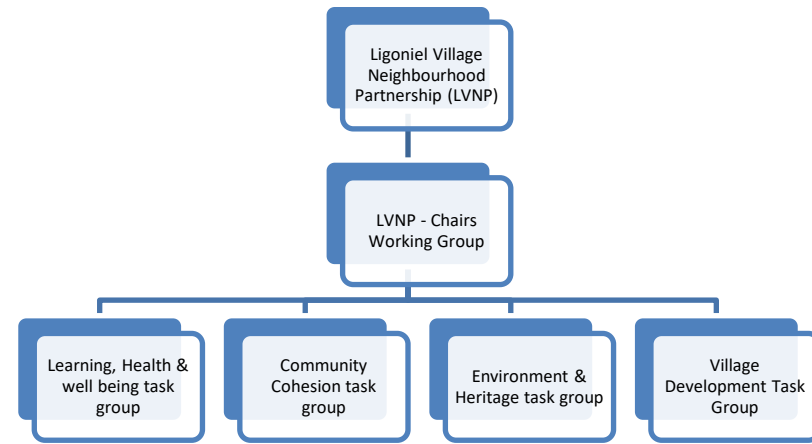 Ligoniel Village
Neighbourhood
Partnership (LVNP)
LVNP - Chairs
Working Group
Learning, Health &
well being task
group
Community
Cohesion task
group
Environment &
Heritage task group
Village
Development Task
Group